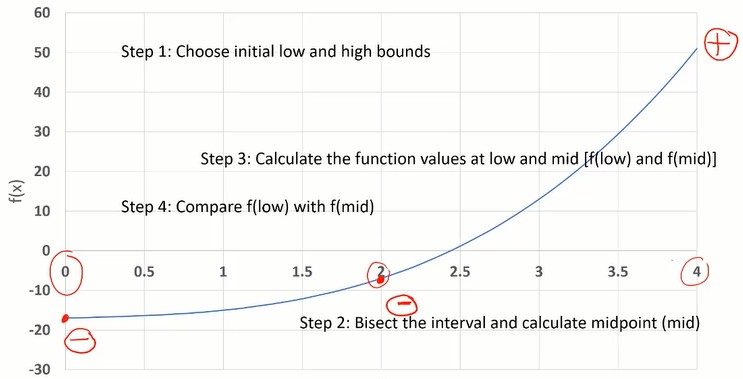 60
Step 1: Choose initial low and high bounds
50
40
30
Step 3: Calculate the function values at low and mid [f(low) and f(mid)]
20
f(x)
Step 4: Compare f(low) with f(mid)
10
0
0 0.5 1 1.5 2 2.5 3 3.5 4
-10
Step 2: Bisect the interval and calculate midpoint (mid)
-20
-30
+
−
−